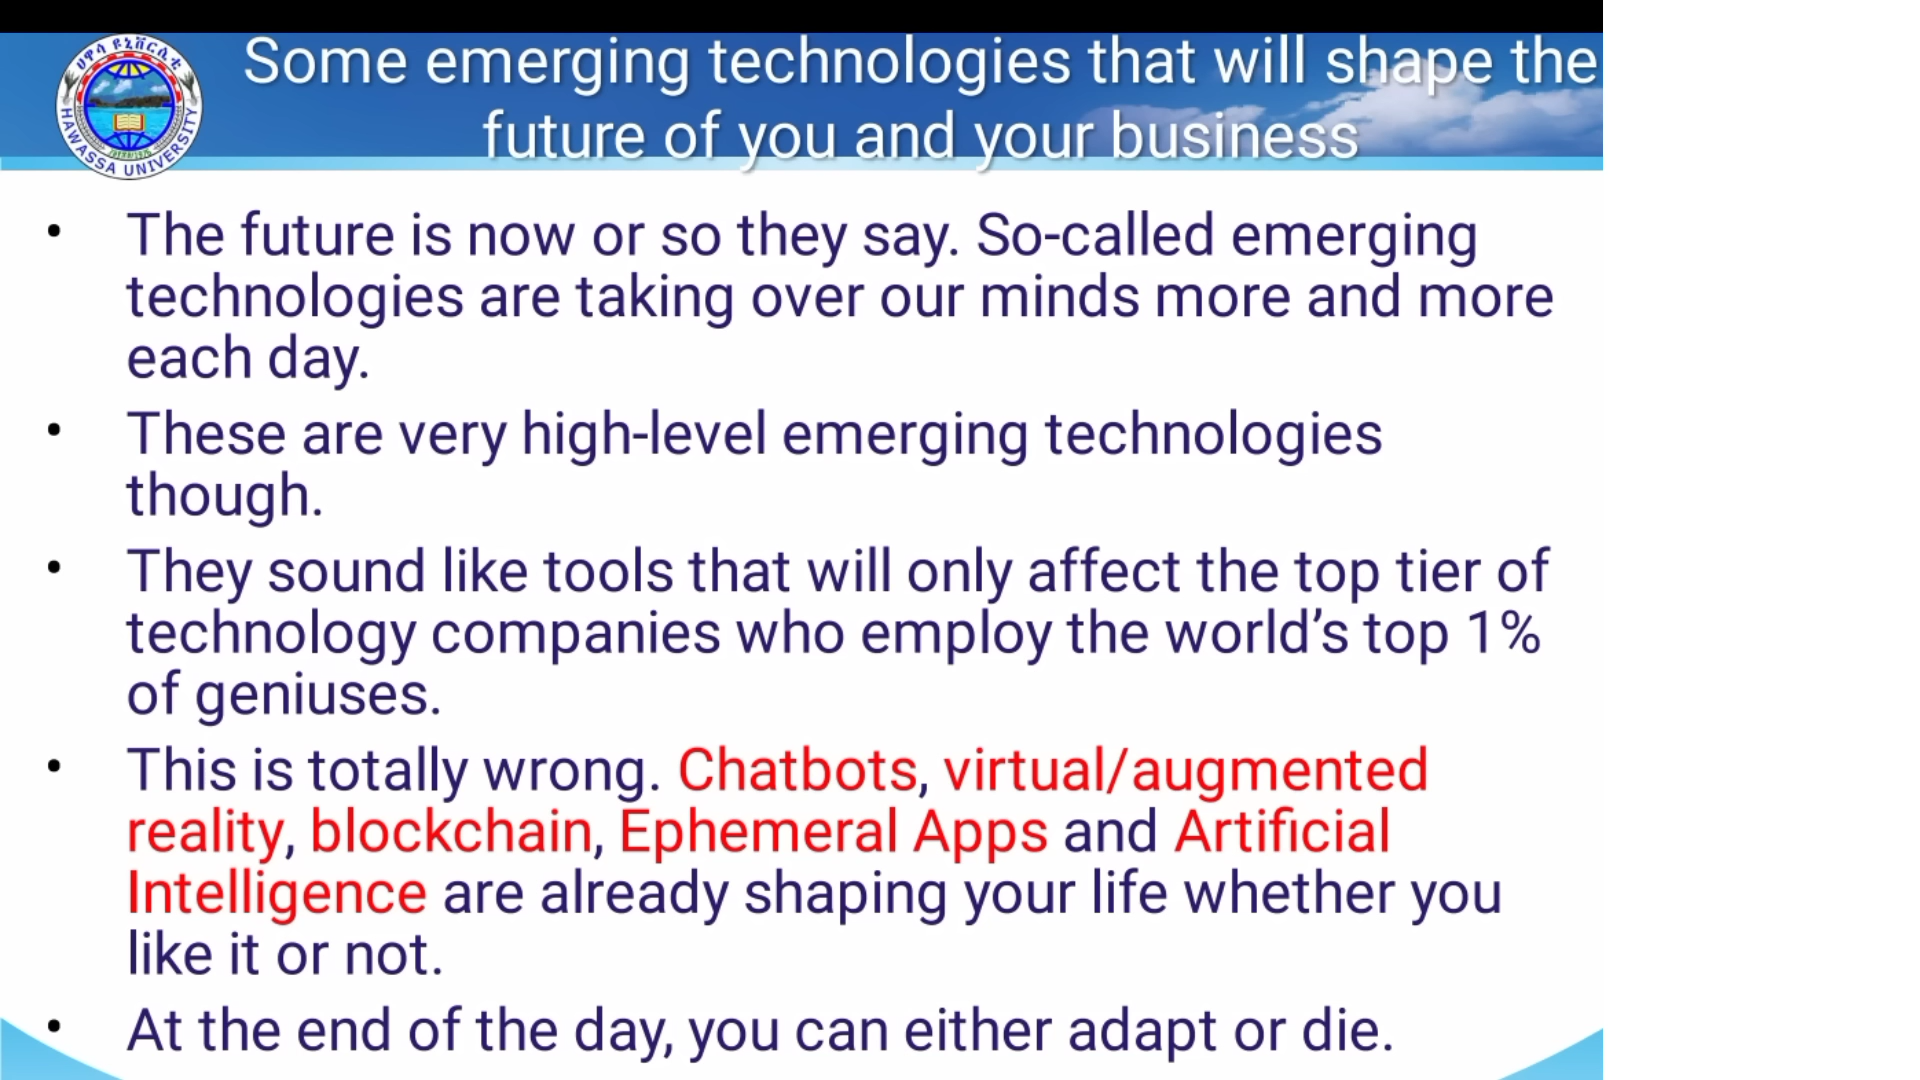 Some emerging technologies that will shape the
future of you and your business
ሀዋሳ ዩኒቨርሲቲ
HAWASSA UNIVERSITY
• The future is now or so they say. So-called emerging
technologies are taking over our minds more and more
each day.
• These are very high-level emerging technologies
though.
• They sound like tools that will only affect the top tier of
technology companies who employ the world’s top 1%
of geniuses.
• This is totally wrong. Chatbots, virtual/augmented
reality, blockchain, Ephemeral Apps and Artificial
Intelligence are already shaping your life whether you
like it or not.
• At the end of the day, you can either adapt or die.